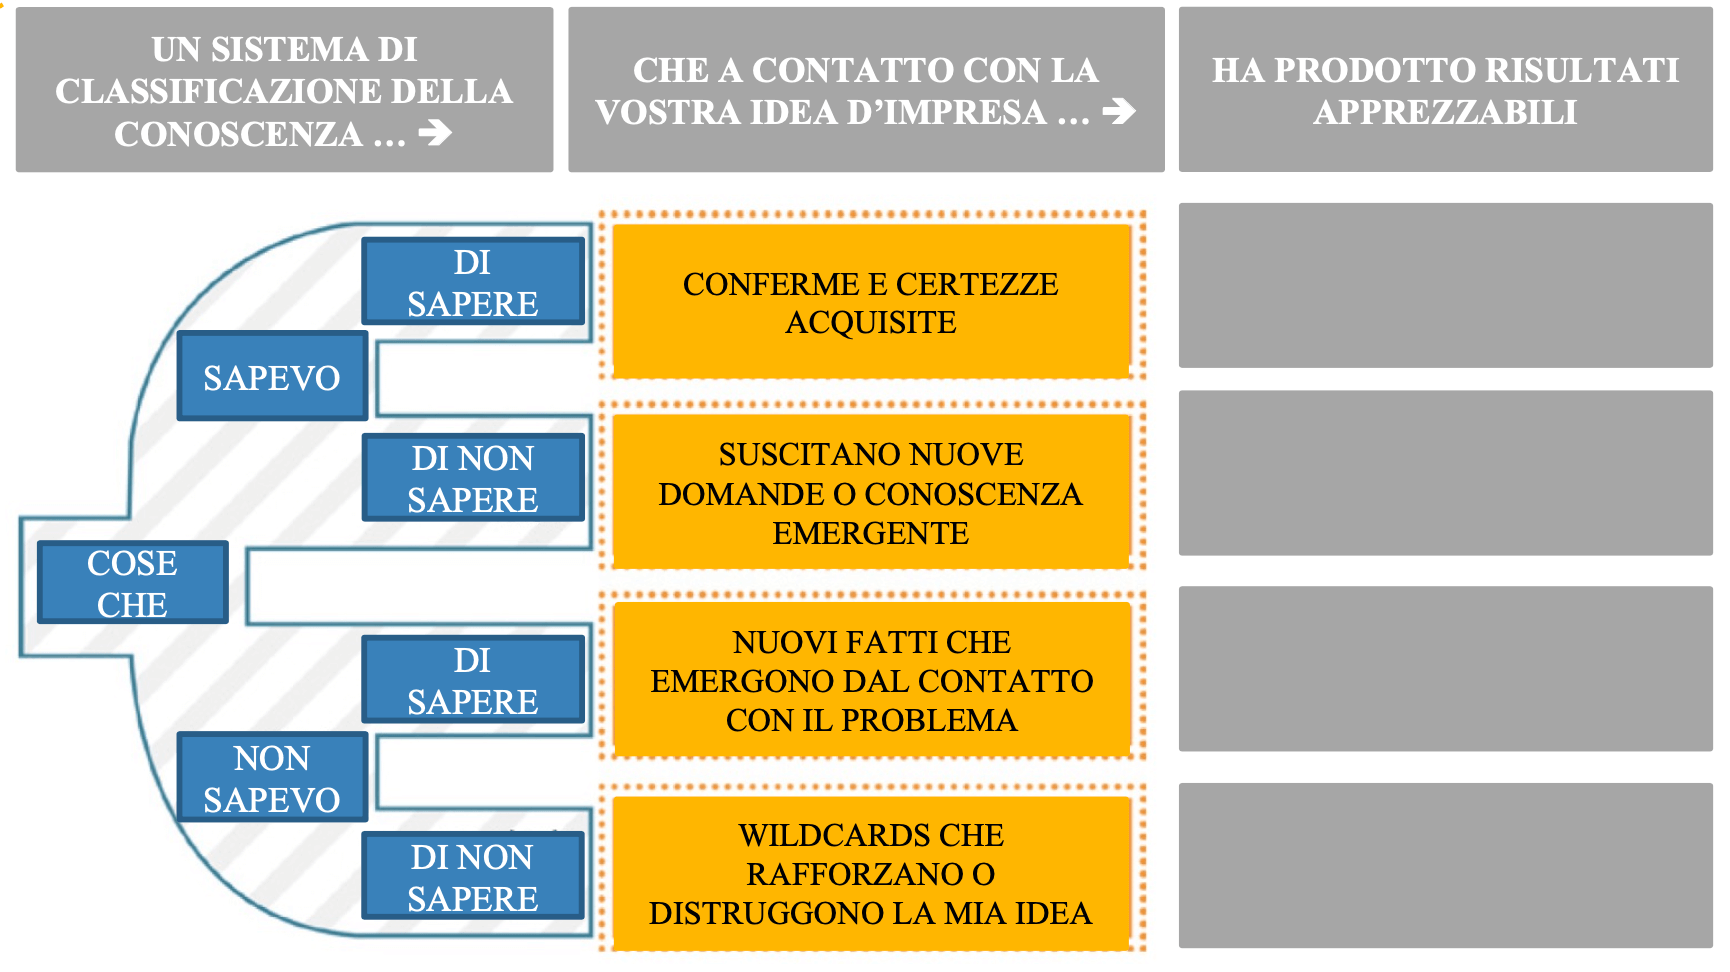 UN SISTEMA DI
CLASSIFICAZIONE DELLA
CONOSCENZA … ➔
CHE A CONTATTO CON LA
VOSTRA IDEA D’IMPRESA … ➔
HA PRODOTTO RISULTATI
APPREZZABILI
DI
SAPERE
CONFERME E CERTEZZE
ACQUISITE
SAPEVO
DI NON
SAPERE
SUSCITANO NUOVE
DOMANDE O CONOSCENZA
EMERGENTE
COSE
CHE
DI
SAPERE
NUOVI FATTI CHE
EMERGONO DAL CONTATTO
CON IL PROBLEMA
NON
SAPEVO
DI NON
SAPERE
WILDCARDS CHE
RAFFORZANO O
DISTRUGGONO LA MIA IDEA